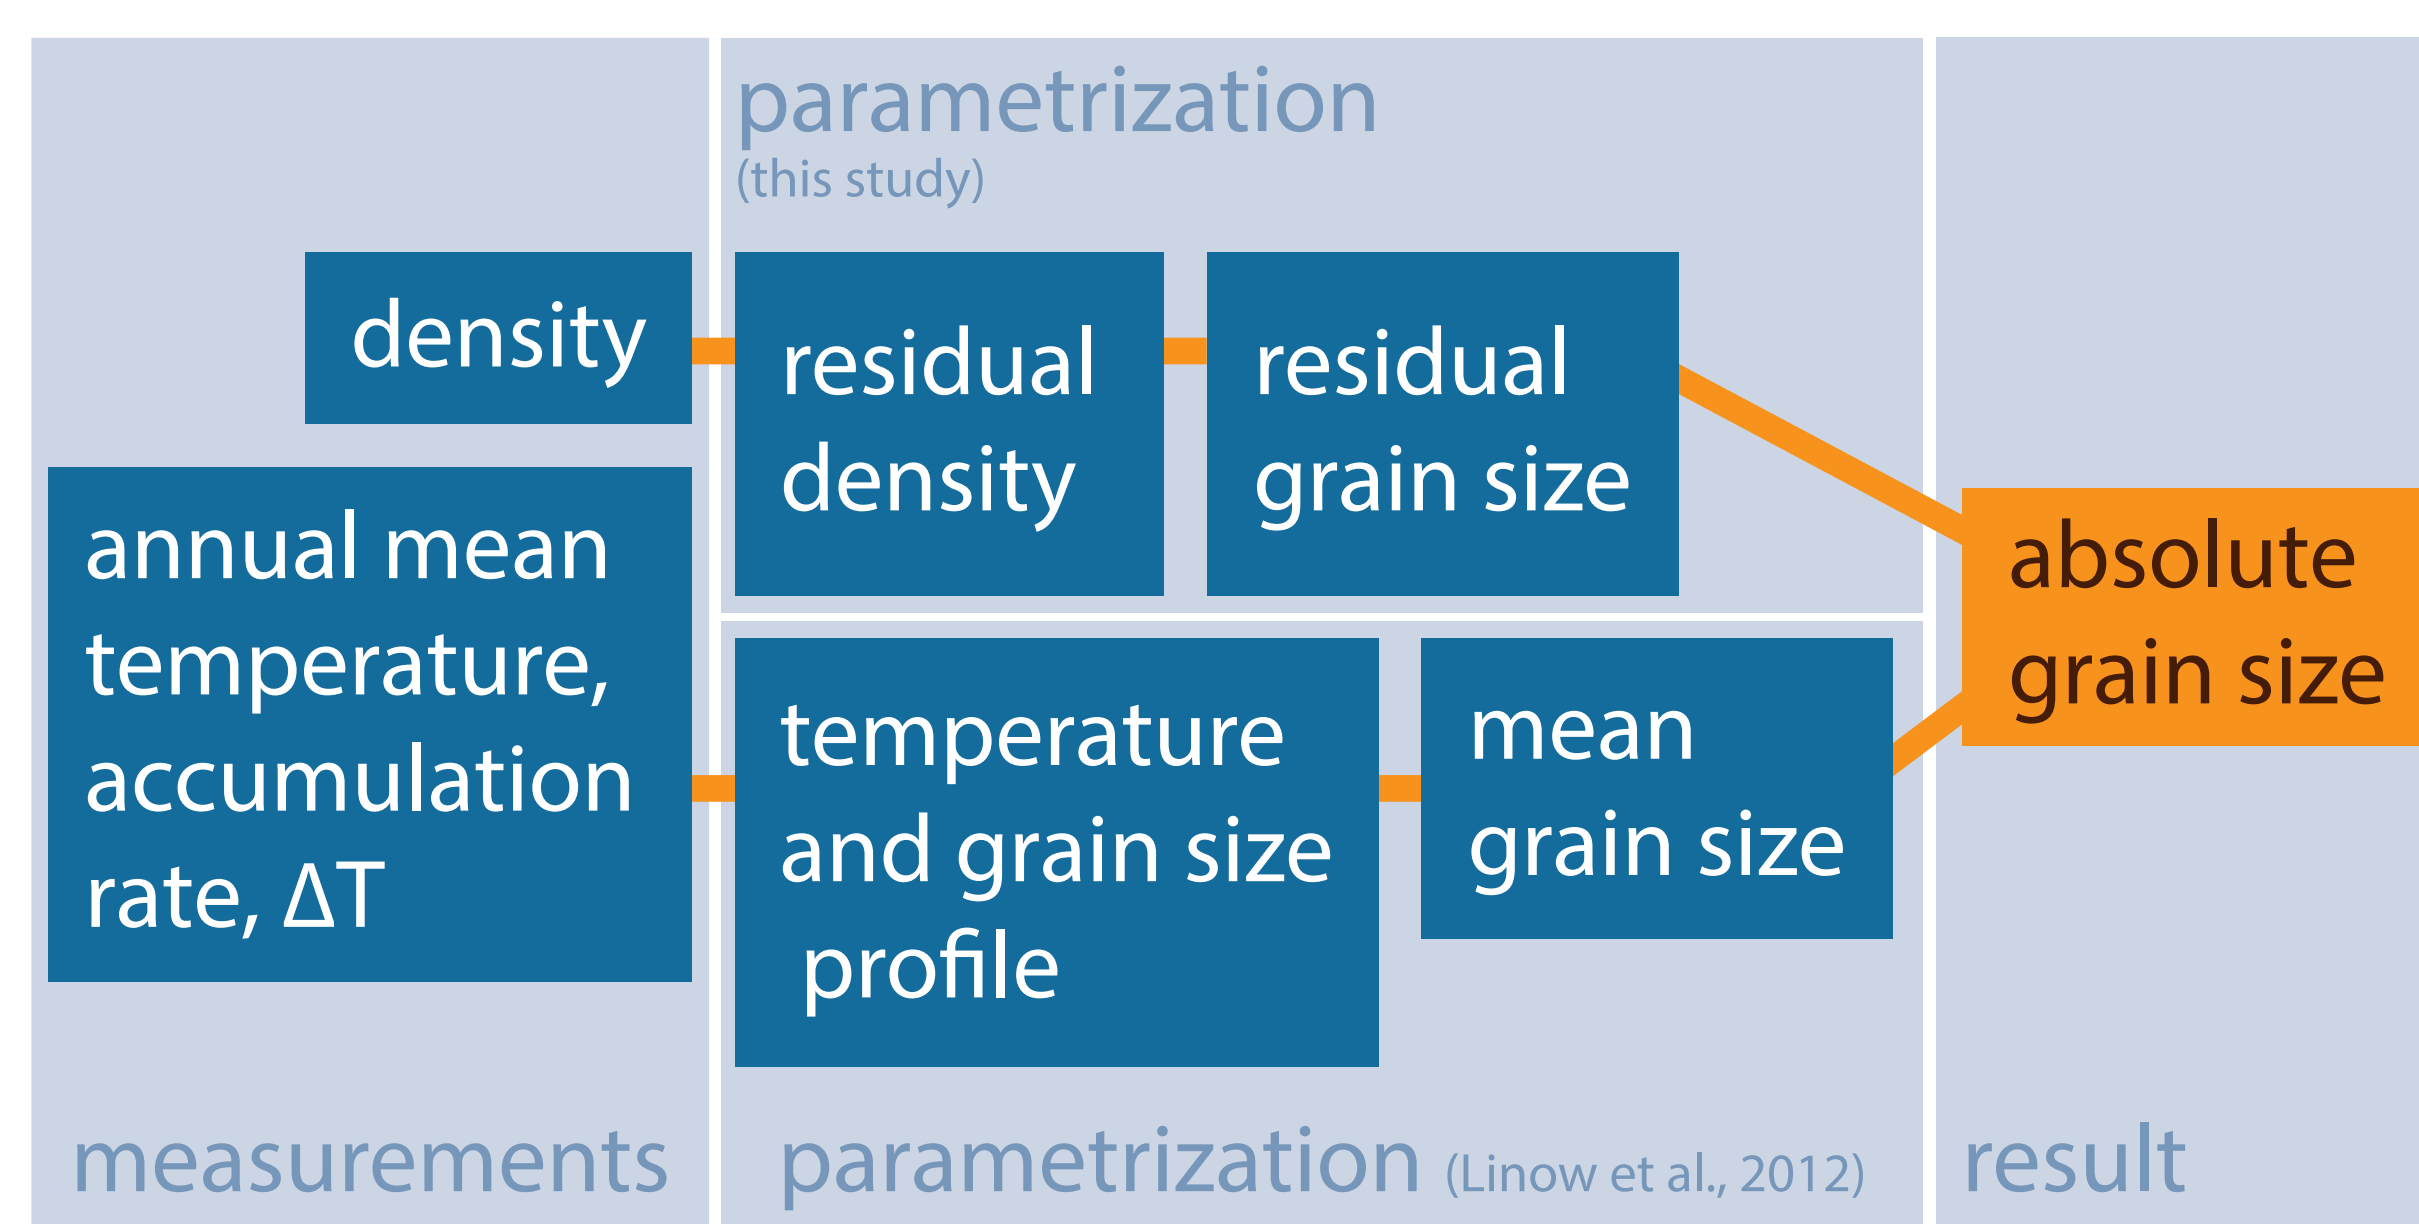 parametrization
(this study)
density
residual
density
residual
grain size
annual mean
temperature,
accumulation
rate, ΔT
temperature
and grain size
profile
mean
grain size
absolute
grain size
measurements
parametrization (Linow et al., 2012)
result